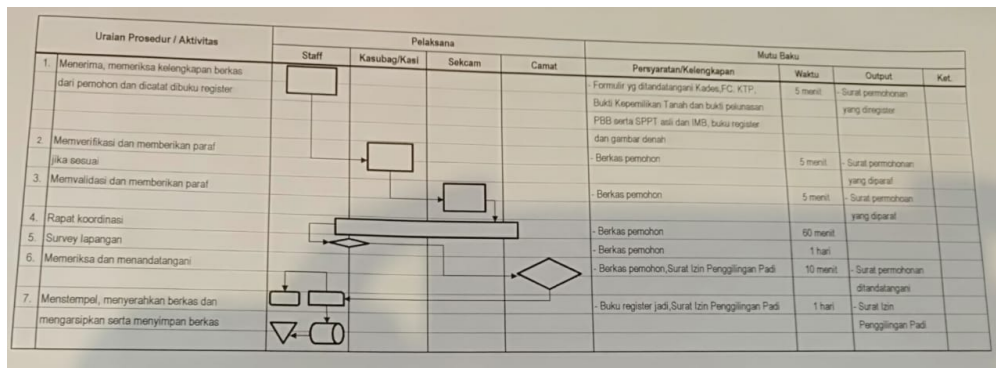 Uraian Prosedur / Aktivitas
Pelaksana
Mutu Baku
Staff
Kasubag/Kasi
Sekcam
Camat
Persyaratan/Kelengkapan
Waktu
Output
Ket.
1. Menerima, memeriksa kelengkapan berkas
dari pemohon dan dicatat dibuku register
- Formulir yg ditandatangani Kades,FC. KTP,
Bukti Kepemilikan Tanah dan bukti pelunasan
PBB serta SPPT asli dan IMB, buku register
dan gambar denah
5 menit
- Surat permohonan
yang diregister
2. Memverifikasi dan memberikan paraf
jika sesuai
- Berkas pemohon
5 menit
- Surat permohonan
yang diparaf
3. Memvalidasi dan memberikan paraf
- Berkas pemohon
5 menit
- Surat permohoan
yang diparaf
4. Rapat koordinasi
- Berkas pemohon
60 menit
5. Survey lapangan
- Berkas pemohon
1 hari
6. Memeriksa dan menandatangani
- Berkas pemohon,Surat Izin Penggilingan Padi
10 menit
- Surat permohonan
ditandatangani
7. Menstempel, menyerahkan berkas dan
mengarsipkan serta menyimpan berkas
- Buku register jadi,Surat Izin Penggilingan Padi
1 hari
- Surat Izin
Penggilingan Padi